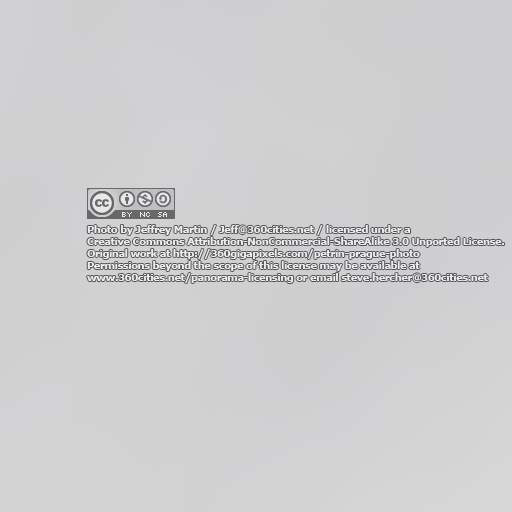 cc
BY NC SA
Photo by Jeffrey Martin / Jeff@360cities.net / licensed under a
Creative Commons Attribution-NonCommercial-ShareAlike 3.0 Unported License.
Original work at http://360gigapixels.com/petrin-prague-photo
Permissions beyond the scope of this license may be available at
www.360cities.net/panorama-licensing or email steve.hercher@360cities.net